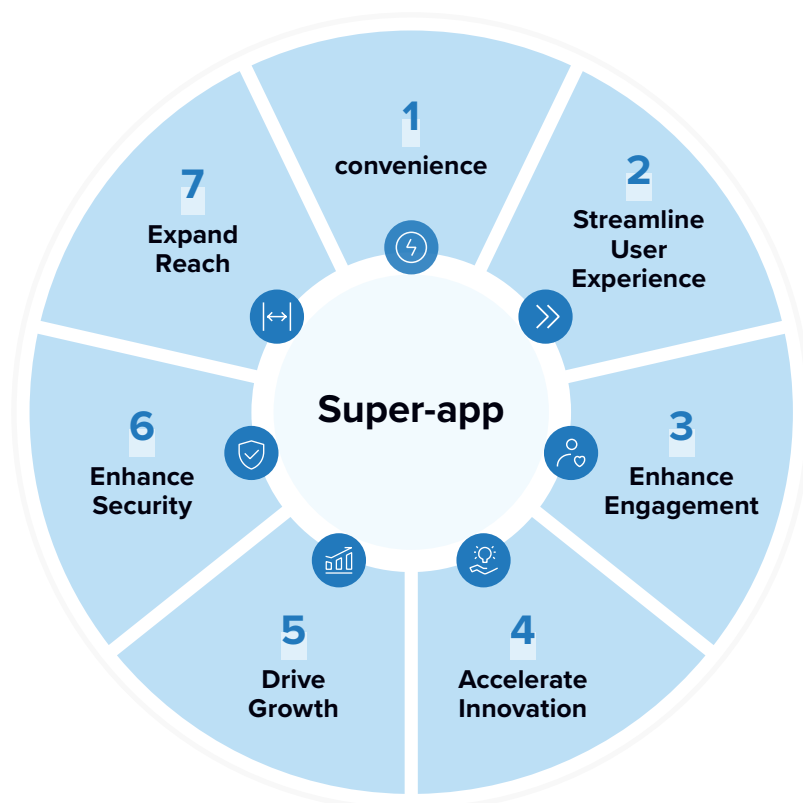 1
convenience
2
Streamline
User
Experience
3
Enhance
Engagement
4
Accelerate
Innovation
5
Drive
Growth
6
Enhance
Security
7
Expand
Reach
Super-app